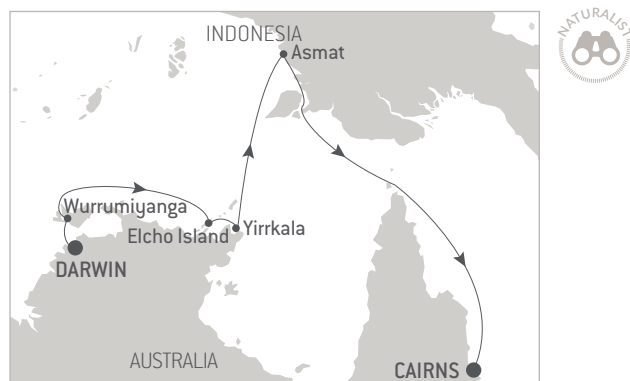 INDONESIA
NATURALIST
Asmat
Wurrumiyanga
Elcho Island
Yirrkala
DARWIN
AUSTRALIA
CAIRNS